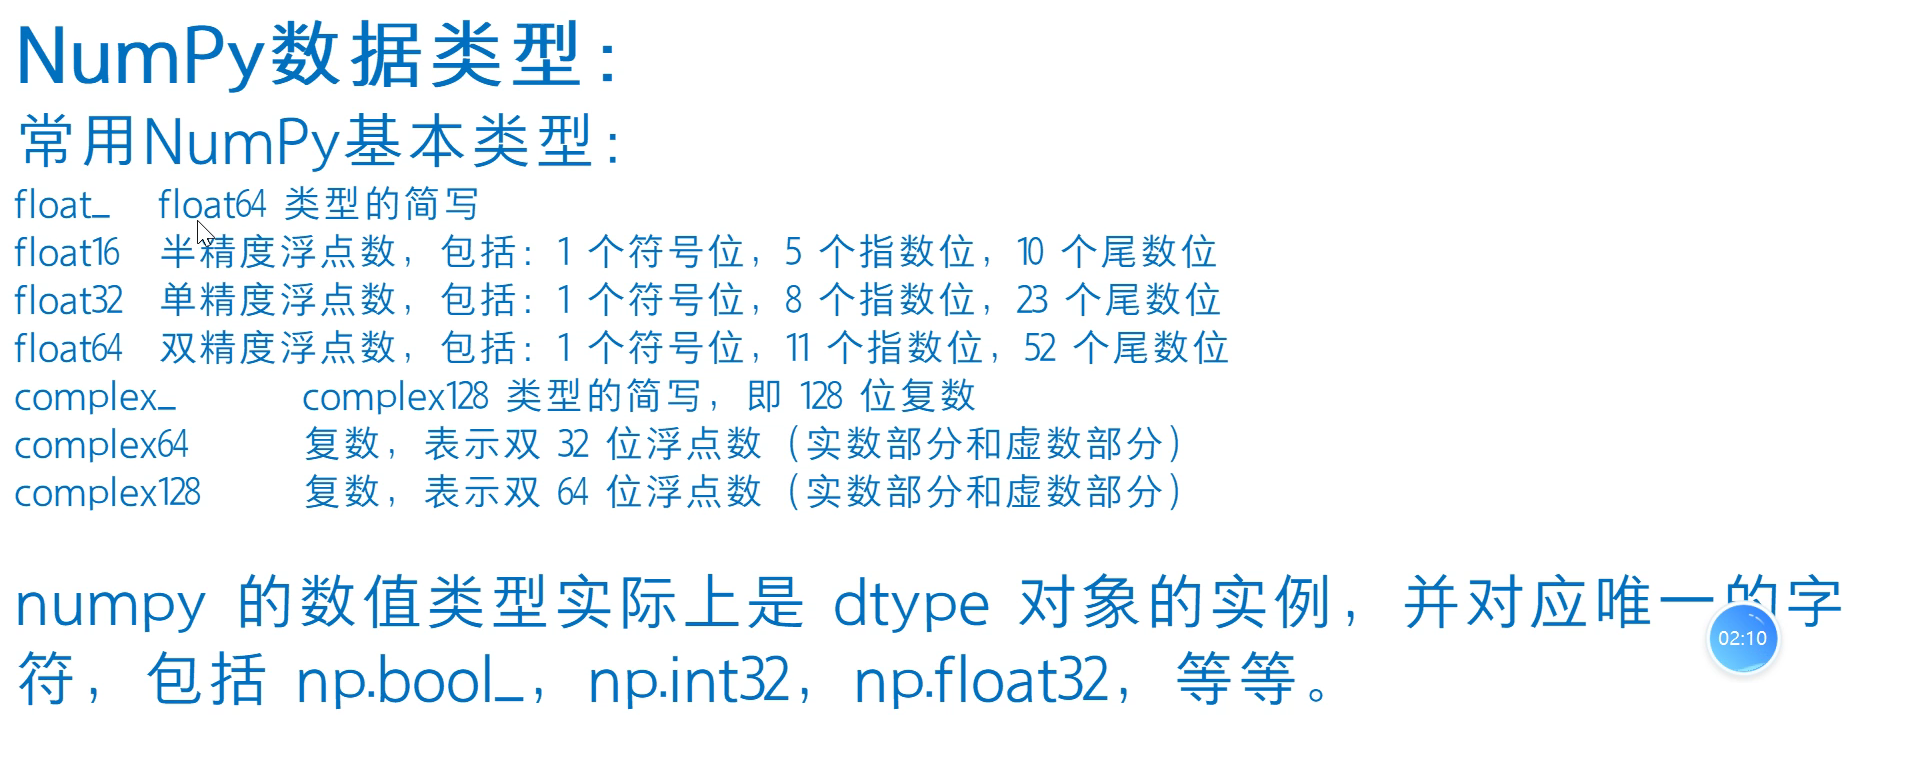 NumPy数据类型：
常用NumPy基本类型：
float_ float64 类型的简写
float16 半精度浮点数，包括：1 个符号位，5 个指数位，10 个尾数位
float32 单精度浮点数，包括：1 个符号位，8 个指数位，23 个尾数位
float64 双精度浮点数，包括：1 个符号位，11 个指数位，52 个尾数位
complex_ complex128 类型的简写，即 128 位复数
complex64 复数，表示双 32 位浮点数（实数部分和虚数部分）
complex128 复数，表示双 64 位浮点数（实数部分和虚数部分）
numpy 的数值类型实际上是 dtype 对象的实例，并对应唯一的字
符，包括 np.bool_，np.int32，np.float32，等等。
02:10